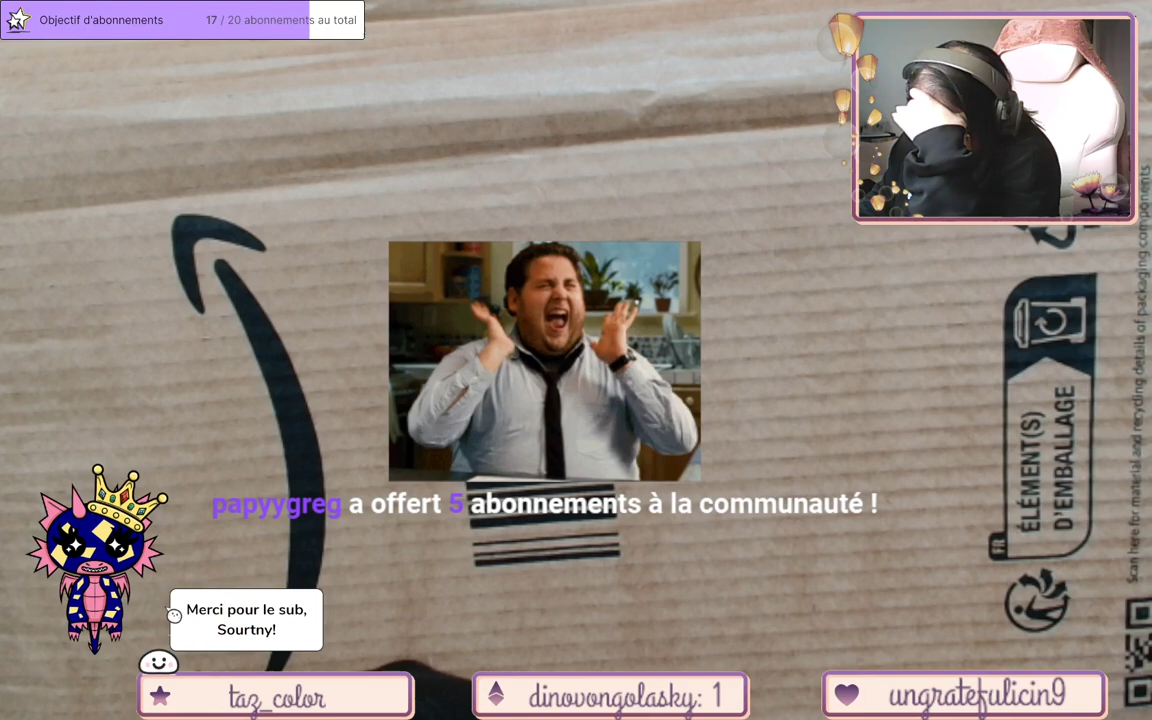 Objectif d'abonnements
17 / 20 abonnements au total
Scan here for material and recycling details of packaging components
ÉLÉMENT(S)
D'EMBALLAGE
FR
papyygreg a offert 5 abonnements à la communauté !
Merci pour le sub,
Sourtny!
taz_color
dinovongolasky: 1
ungratefulicin9